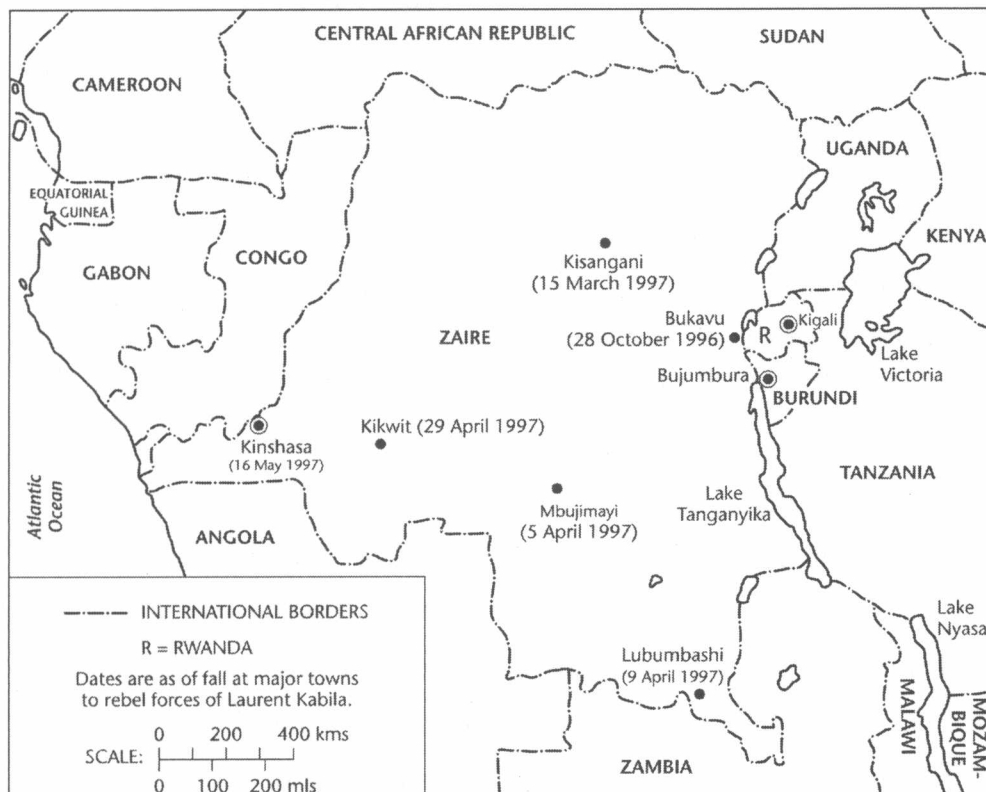 CENTRAL AFRICAN REPUBLIC
SUDAN
CAMEROON
UGANDA
EQUATORIAL
GUINEA
KENYA
CONGO
GABON
Kisangani
(15 March 1997)
Bukavu
(28 October 1996)
R
Kigali
ZAIRE
Lake
Victoria
Bujumbura
BURUNDI
Kikwit (29 April 1997)
Kinshasa
(16 May 1997)
TANZANIA
Atlantic
Ocean
Lake
Tanganyika
Mbujimayi
(5 April 1997)
ANGOLA
INTERNATIONAL BORDERS
R = RWANDA
Dates are as of fall at major towns
to rebel forces of Laurent Kabila.
0 200 400 kms
SCALE:
0 100 200 mls
Lake
Nyasa
Lubumbashi
(9 April 1997)
ZAMBIA
MALAWI
MOZAM-
BIQUE